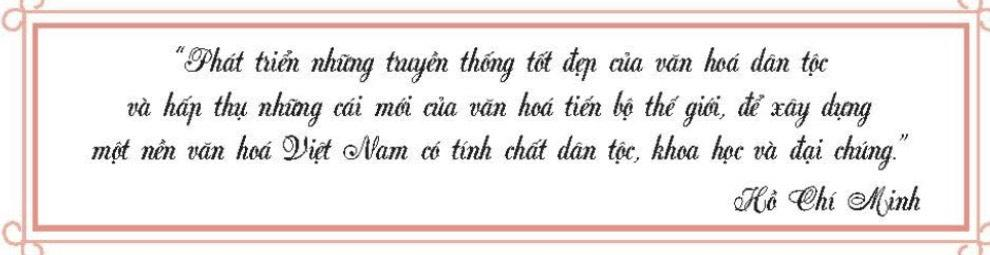 “Phát triển những truyền thống tốt đẹp của văn hoá dân tộc
và hấp thụ những cái mới của văn hoá tiến bộ thế giới, để xây dựng
một nền văn hoá Việt Nam có tính chất dân tộc, khoa học và đại chúng.”
Hồ Chí Minh